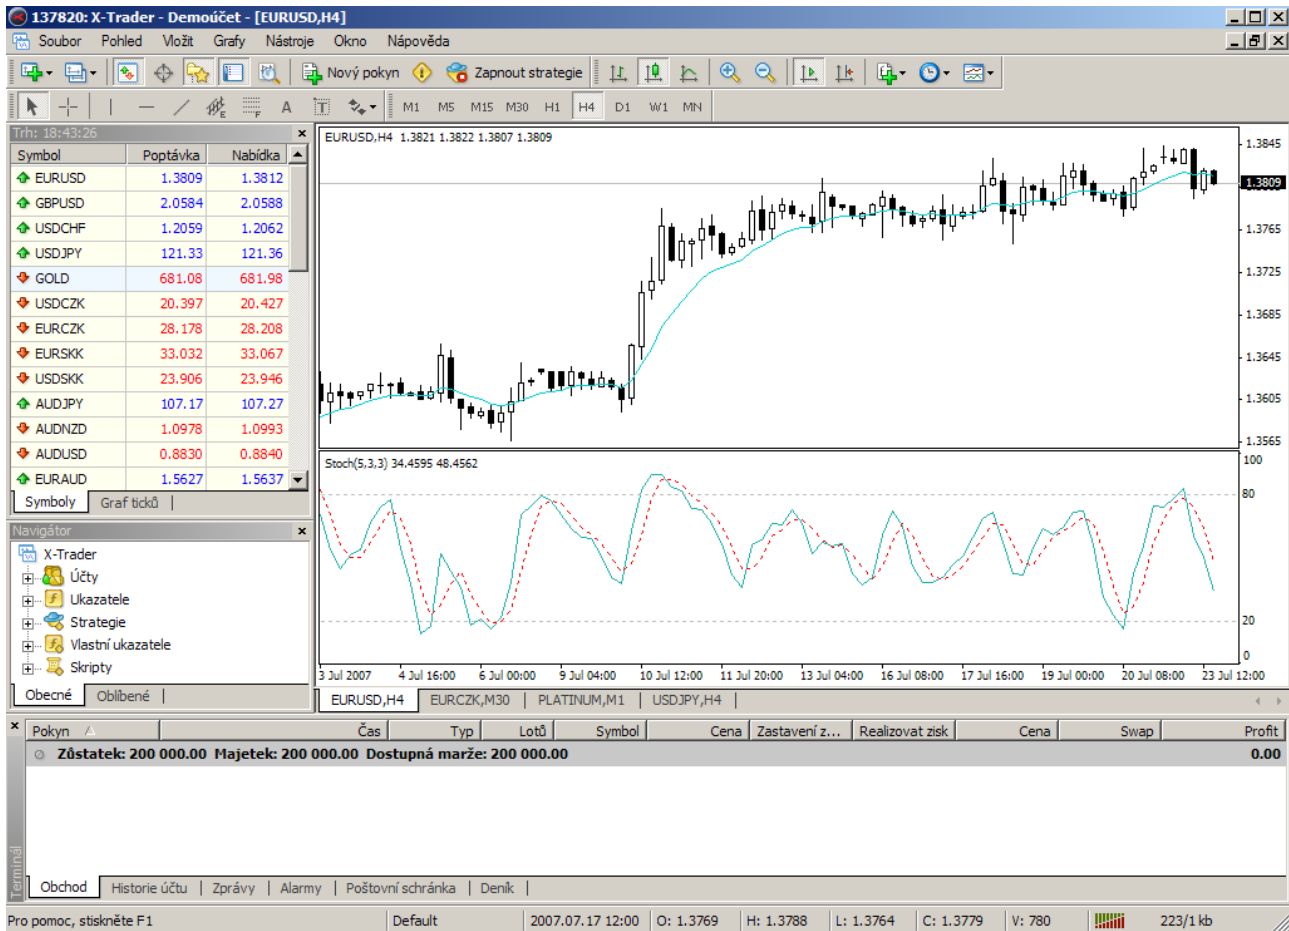 137820: X-Trader - Demoúčet - [EURUSD,H4]
Soubor Pohled Vložit Grafy Nástroje Okno Nápověda
Nový pokyn Zapnout strategie
E F A T M1 M5 M15 M30 H1 H4 D1 W1 MN
Trh: 18:43:26
Symbol Poptávka Nabídka
EURUSD 1.3809 1.3812
GBPUSD 2.0584 2.0588
USDCHF 1.2059 1.2062
USDJPY 121.33 121.36
GOLD 681.08 681.98
USDCZK 20.397 20.427
EURCZK 28.178 28.208
EURSKK 33.032 33.067
USDSKK 23.906 23.946
AUDJPY 107.17 107.27
AUDNZD 1.0978 1.0993
AUDUSD 0.8830 0.8840
EURAUD 1.5627 1.5637
Symboly Graf ticků
Navigátor
X-Trader
Účty
Ukazatele
Strategie
Vlastní ukazatele
Skripty
Obecné Oblíbené
EURUSD,H4 1.3821 1.3822 1.3807 1.3809
1.3845
1.3809
1.3765
1.3725
1.3685
1.3645
1.3605
1.3565
Stoch(5,3,3) 34.4595 48.4562
100
80
20
0
3 Jul 2007 4 Jul 16:00 6 Jul 00:00 9 Jul 04:00 10 Jul 12:00 11 Jul 20:00 13 Jul 04:00 16 Jul 08:00 17 Jul 16:00 19 Jul 00:00 20 Jul 08:00 23 Jul 12:00
EURUSD,H4 EURCZK,M30 PLATINUM,M1 USDJPY,H4
Pokyn Čas Typ Lotů Symbol Cena Zastavení z... Realizovat zisk Cena Swap Profit
Zůstatek: 200 000.00 Majetek: 200 000.00 Dostupná marže: 200 000.00 0.00
Terminál
Obchod Historie účtu Zprávy Alarmy Poštovní schránka Deník
Pro pomoc, stiskněte F1 Default 2007.07.17 12:00 O: 1.3769 H: 1.3788 L: 1.3764 C: 1.3779 V: 780 223/1 kb